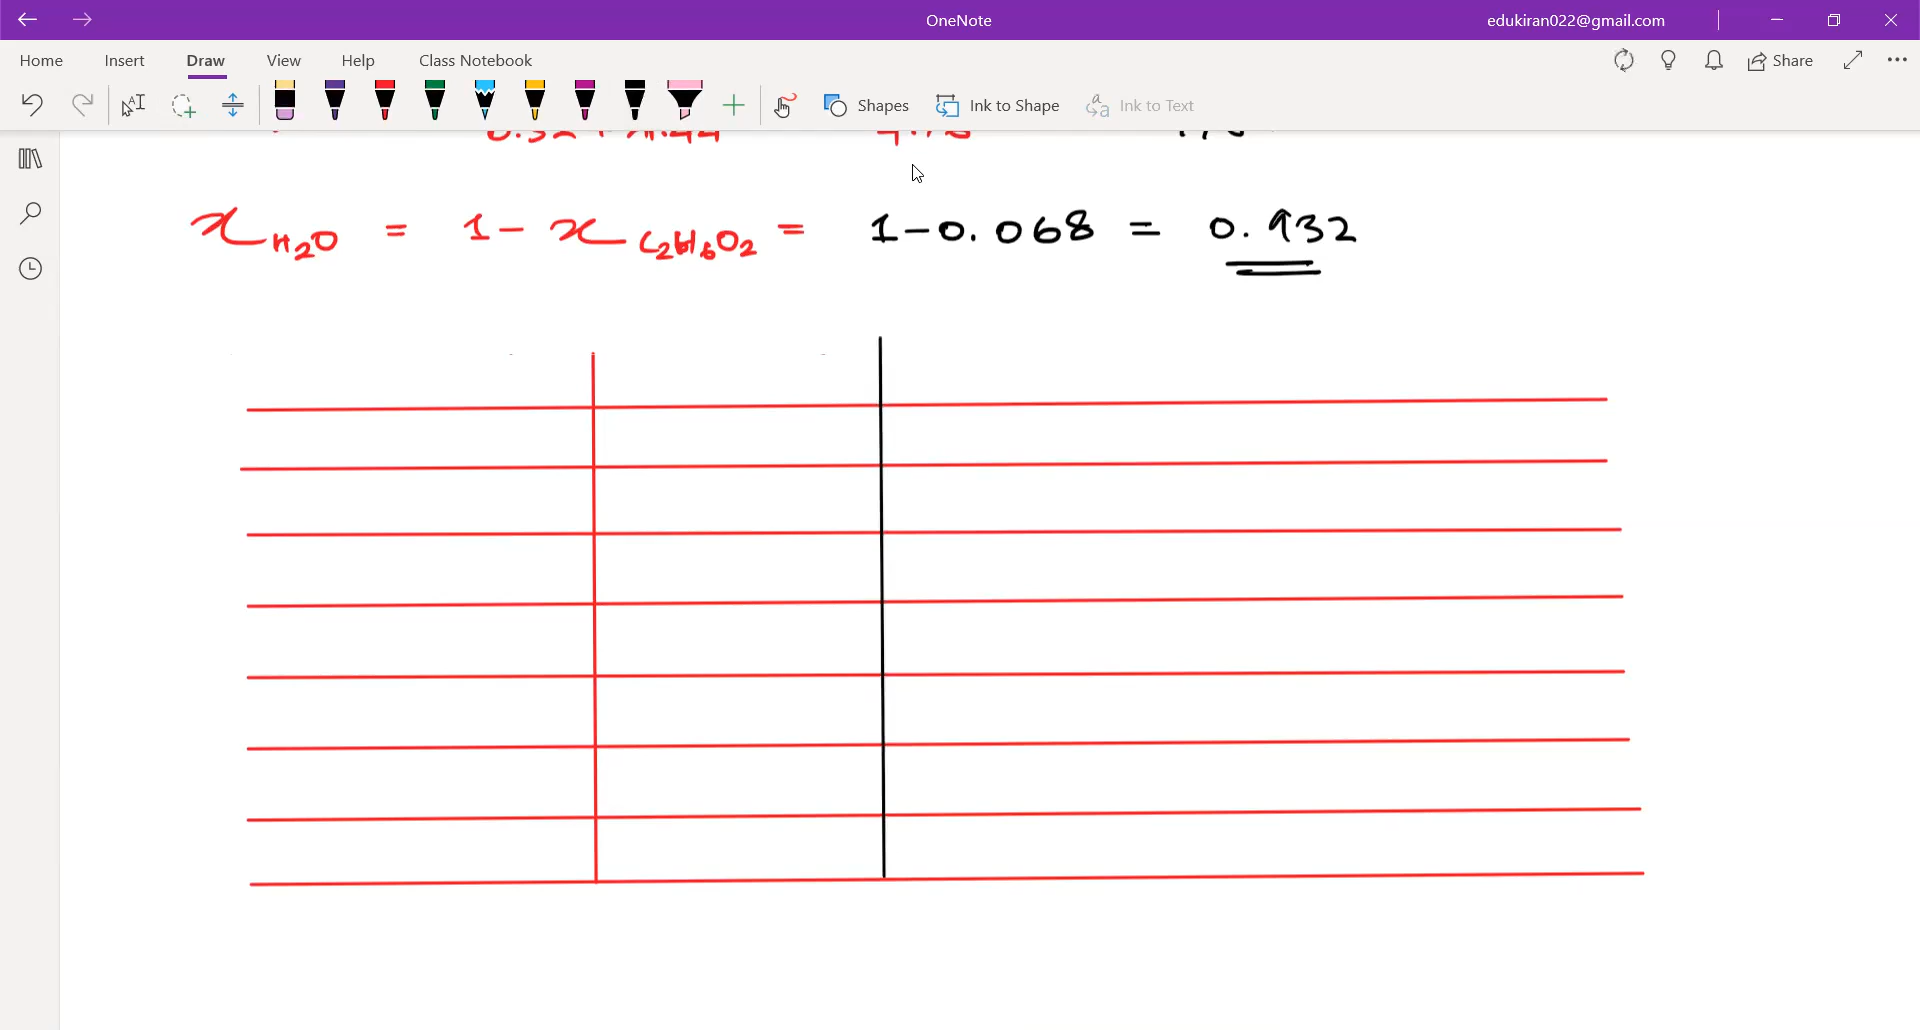 OneNote
edukiran022@gmail.com
Home Insert Draw View Help Class Notebook
Share
Shapes Ink to Shape Ink to Text
x H₂O = 1 - x C₂H₆O₂ = 1-0.068 = 0.932